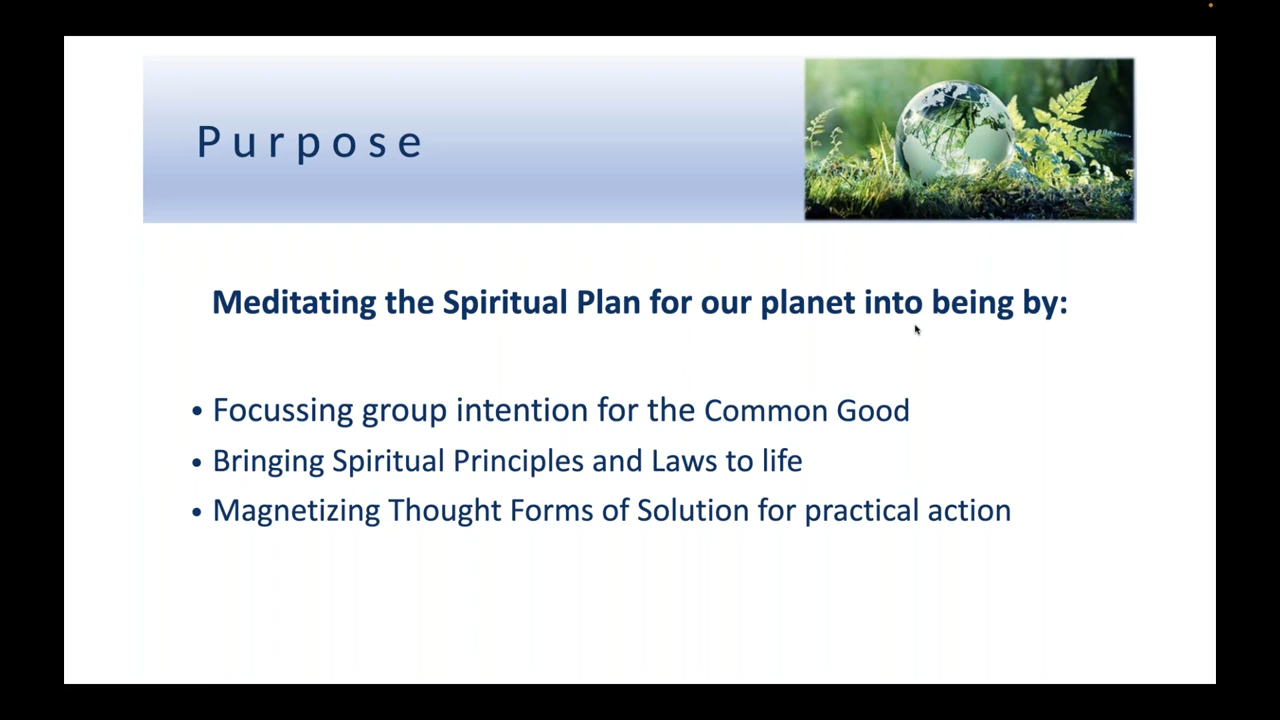 Purpose
Meditating the Spiritual Plan for our planet into being by:
• Focussing group intention for the Common Good
• Bringing Spiritual Principles and Laws to life
• Magnetizing Thought Forms of Solution for practical action